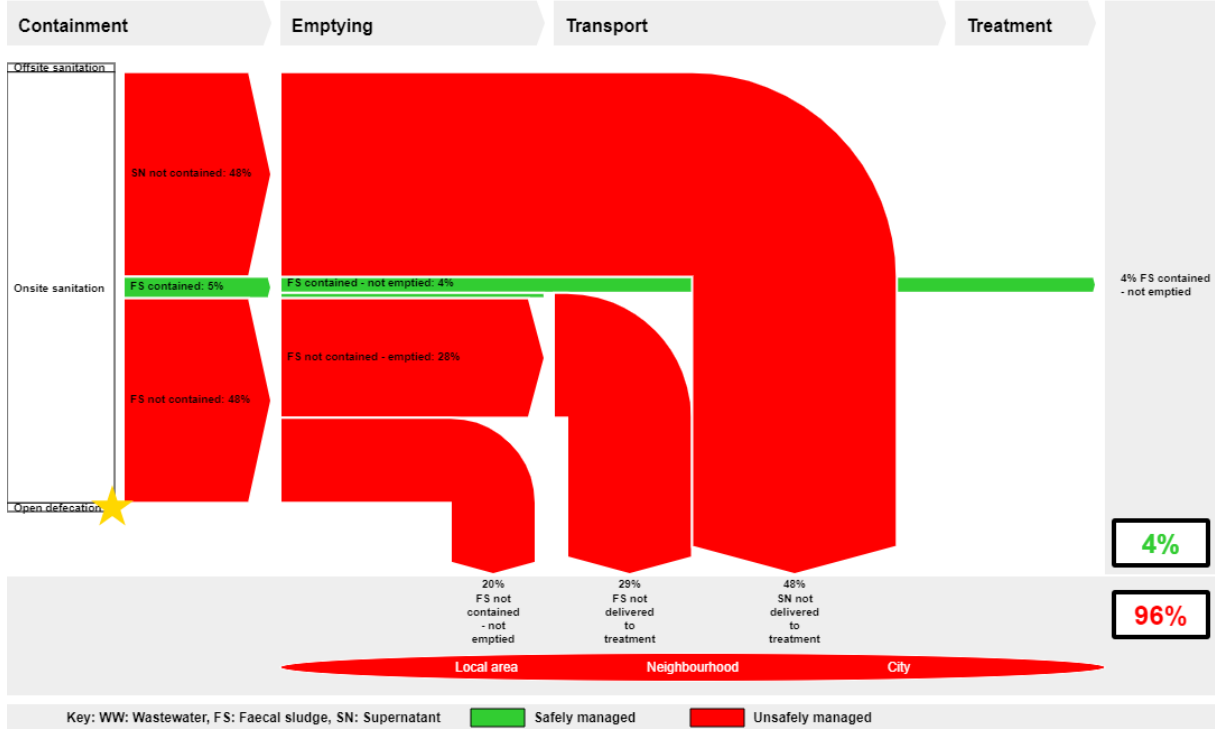 Containment
Emptying
Transport
Treatment
Offsite sanitation
SN not contained: 48%
Onsite sanitation
FS contained: 5%
FS contained - not emptied: 4%
4% FS contained
- not emptied
FS not contained - emptied: 28%
FS not contained: 48%
Open defecation
4%
20%
FS not
contained
- not
emptied
29%
FS not
delivered
to
treatment
48%
SN not
delivered
to
treatment
96%
Local area
Neighbourhood
City
Key: WW: Wastewater, FS: Faecal sludge, SN: Supernatant
Safely managed
Unsafely managed